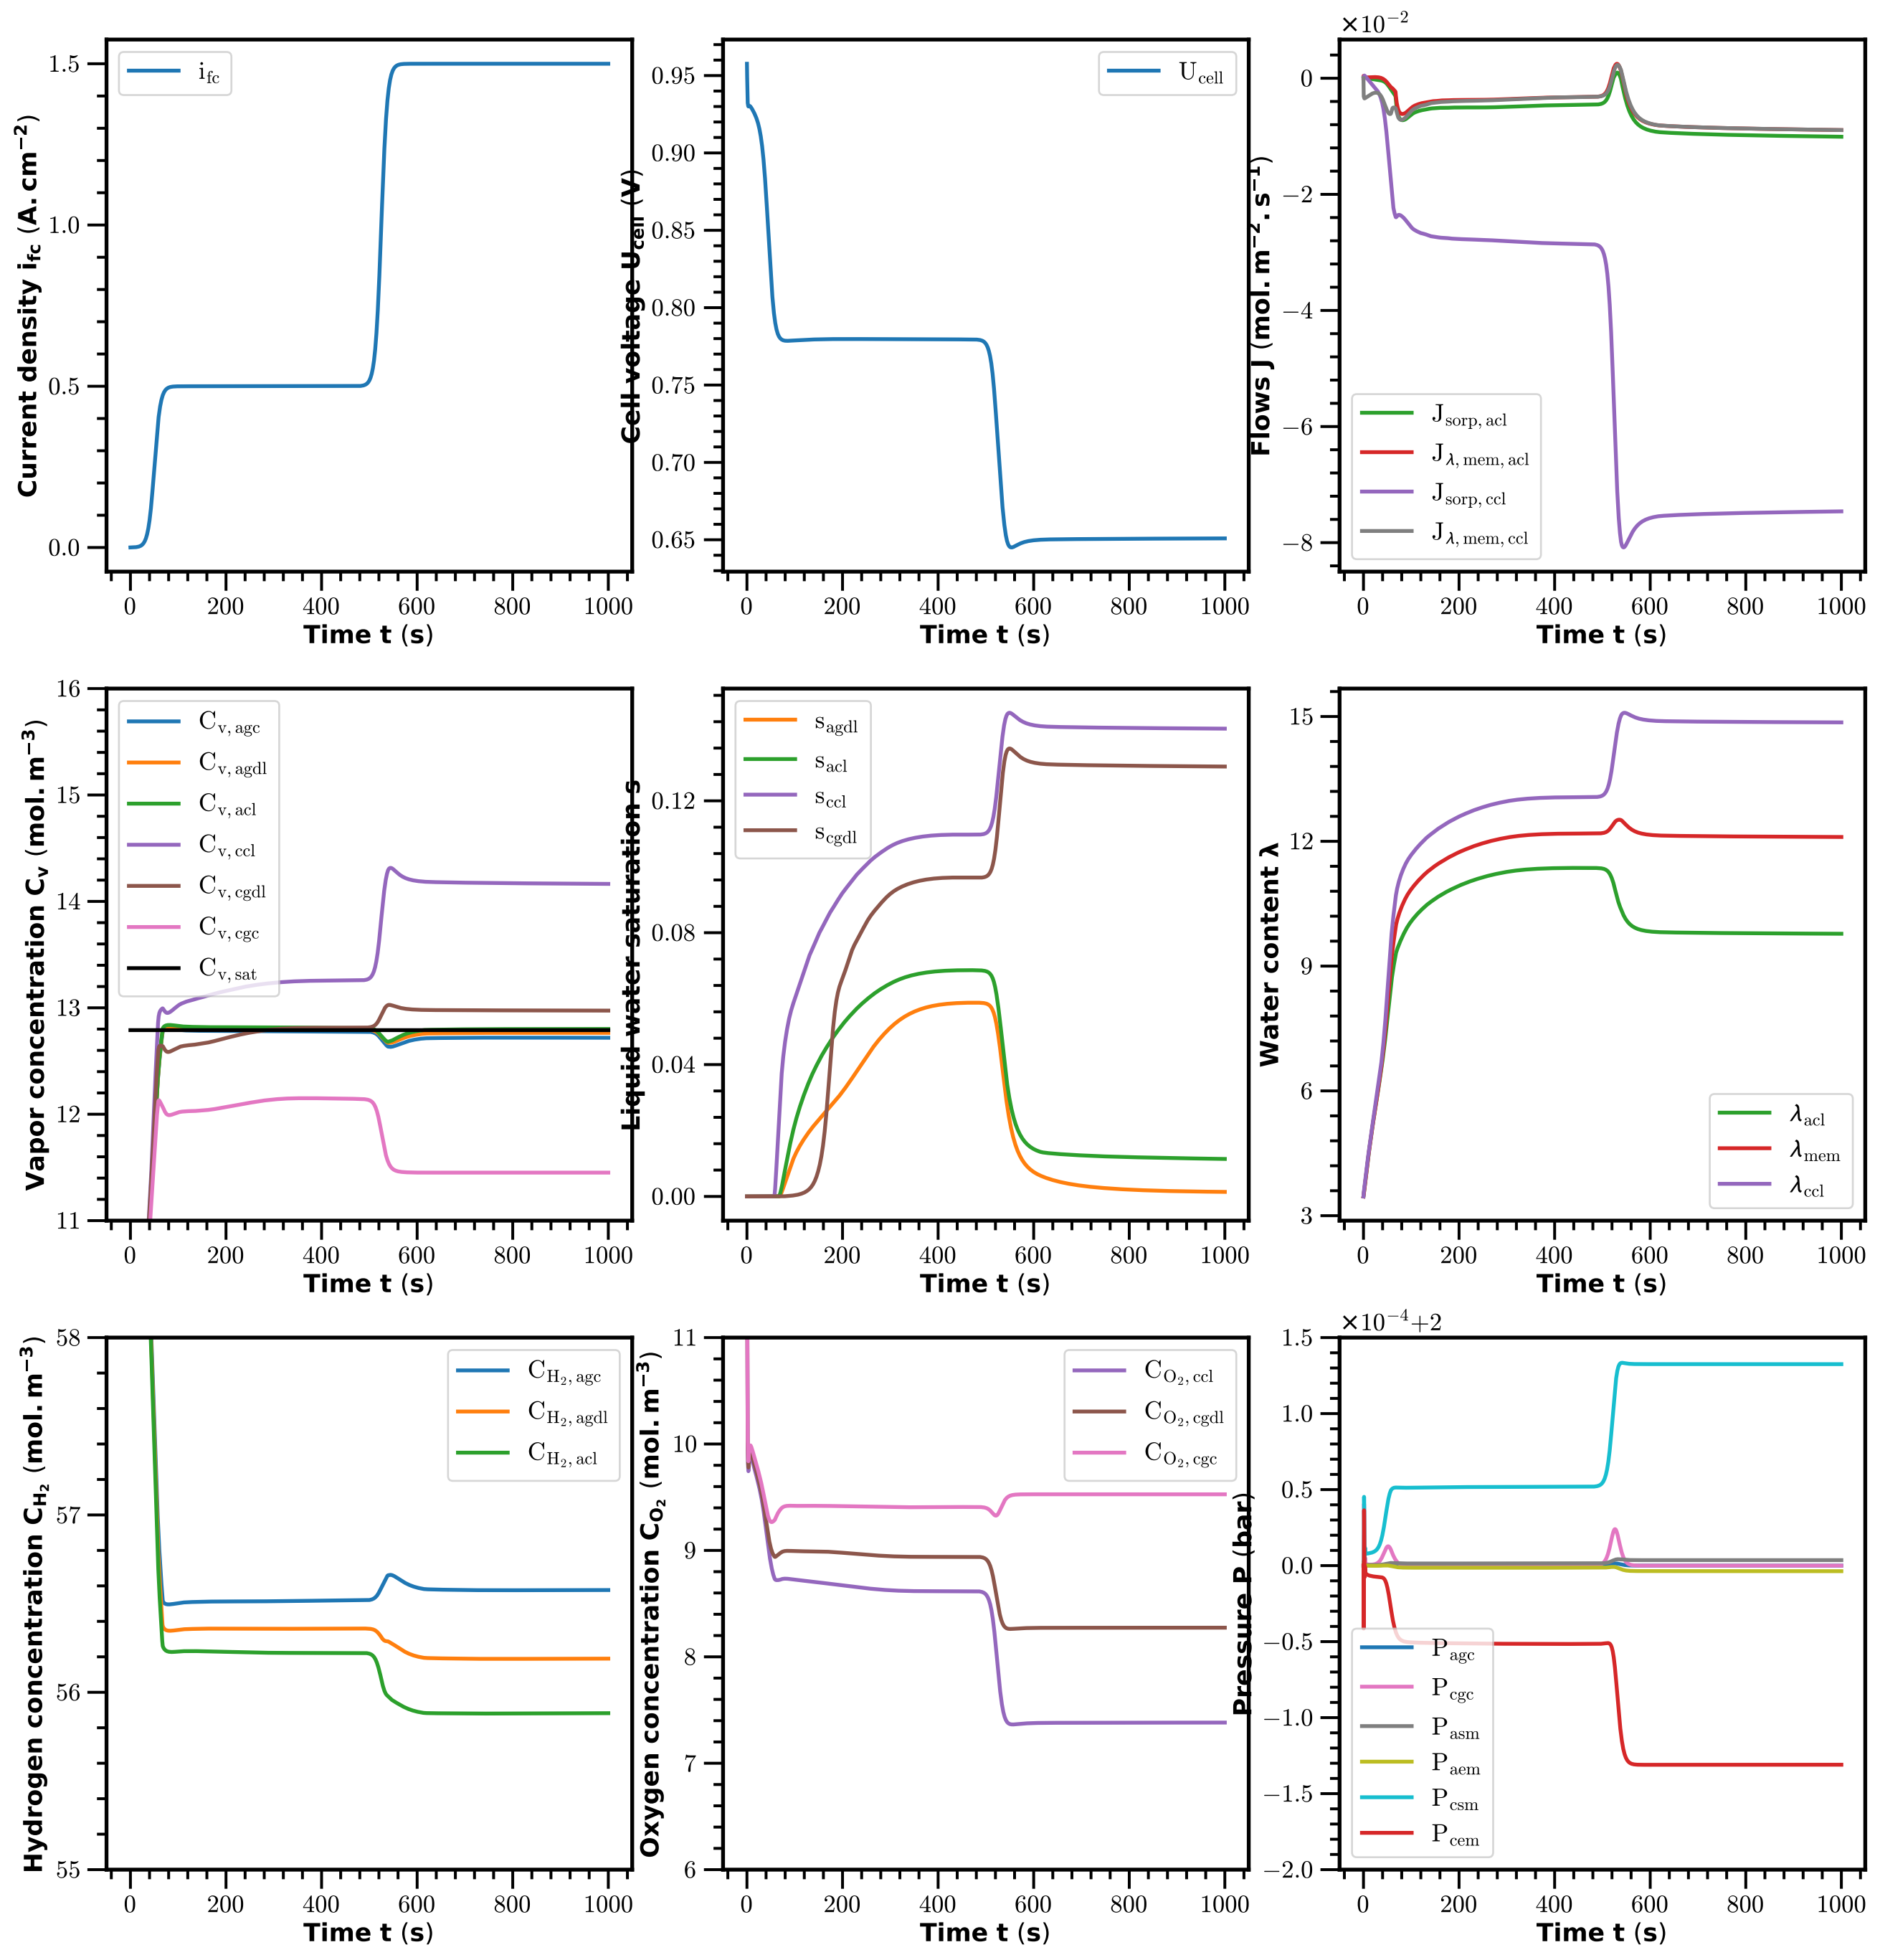 1.5
1.0
0.5
0.0
0 200 400 600 800 1000
Time t (s)
Current density i_fc (A.cm^−2)
i_fc
0.95
0.90
0.85
0.80
0.75
0.70
0.65
0 200 400 600 800 1000
Time t (s)
Cell voltage U_cell (V)
U_cell
×10^−2
0
−2
−4
−6
−8
0 200 400 600 800 1000
Time t (s)
Flows J (mol.m^−2.s^−1)
J_sorp,acl
J_λ,mem,acl
J_sorp,ccl
J_λ,mem,ccl
16
15
14
13
12
11
0 200 400 600 800 1000
Time t (s)
Vapor concentration C_v (mol.m^−3)
C_v,agc
C_v,agdl
C_v,acl
C_v,ccl
C_v,cgdl
C_v,cgc
C_v,sat
0.12
0.08
0.04
0.00
0 200 400 600 800 1000
Time t (s)
Liquid water saturation s
s_agdl
s_acl
s_ccl
s_cgdl
15
12
9
6
3
0 200 400 600 800 1000
Time t (s)
Water content λ
λ_acl
λ_mem
λ_ccl
58
57
56
55
0 200 400 600 800 1000
Time t (s)
Hydrogen concentration C_H₂ (mol.m^−3)
C_H₂,agc
C_H₂,agdl
C_H₂,acl
11
10
9
8
7
6
0 200 400 600 800 1000
Time t (s)
Oxygen concentration C_O₂ (mol.m^−3)
C_O₂,ccl
C_O₂,cgdl
C_O₂,cgc
×10^−4+2
1.5
1.0
0.5
0.0
−0.5
−1.0
−1.5
−2.0
0 200 400 600 800 1000
Time t (s)
Pressure P (bar)
P_agc
P_cgc
P_asm
P_aem
P_csm
P_cem